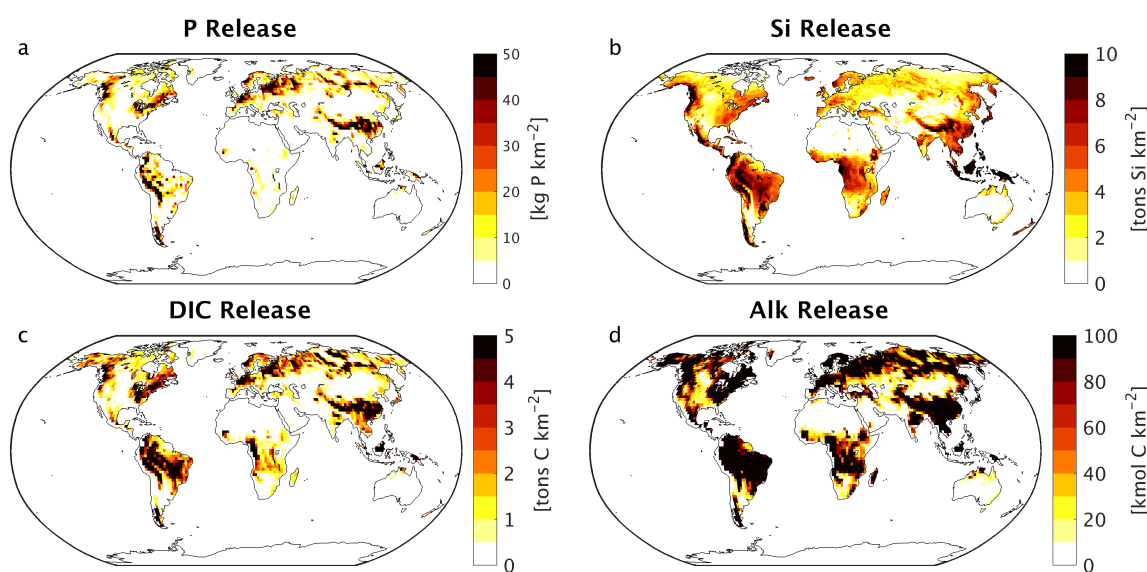 P Release
Si Release
a
b
50
40
30
20
10
0
[kg P km⁻²]
10
8
6
4
2
0
[tons Si km⁻²]
DIC Release
Alk Release
c
d
5
4
3
2
1
0
[tons C km⁻²]
100
80
60
40
20
0
[kmol C km⁻²]